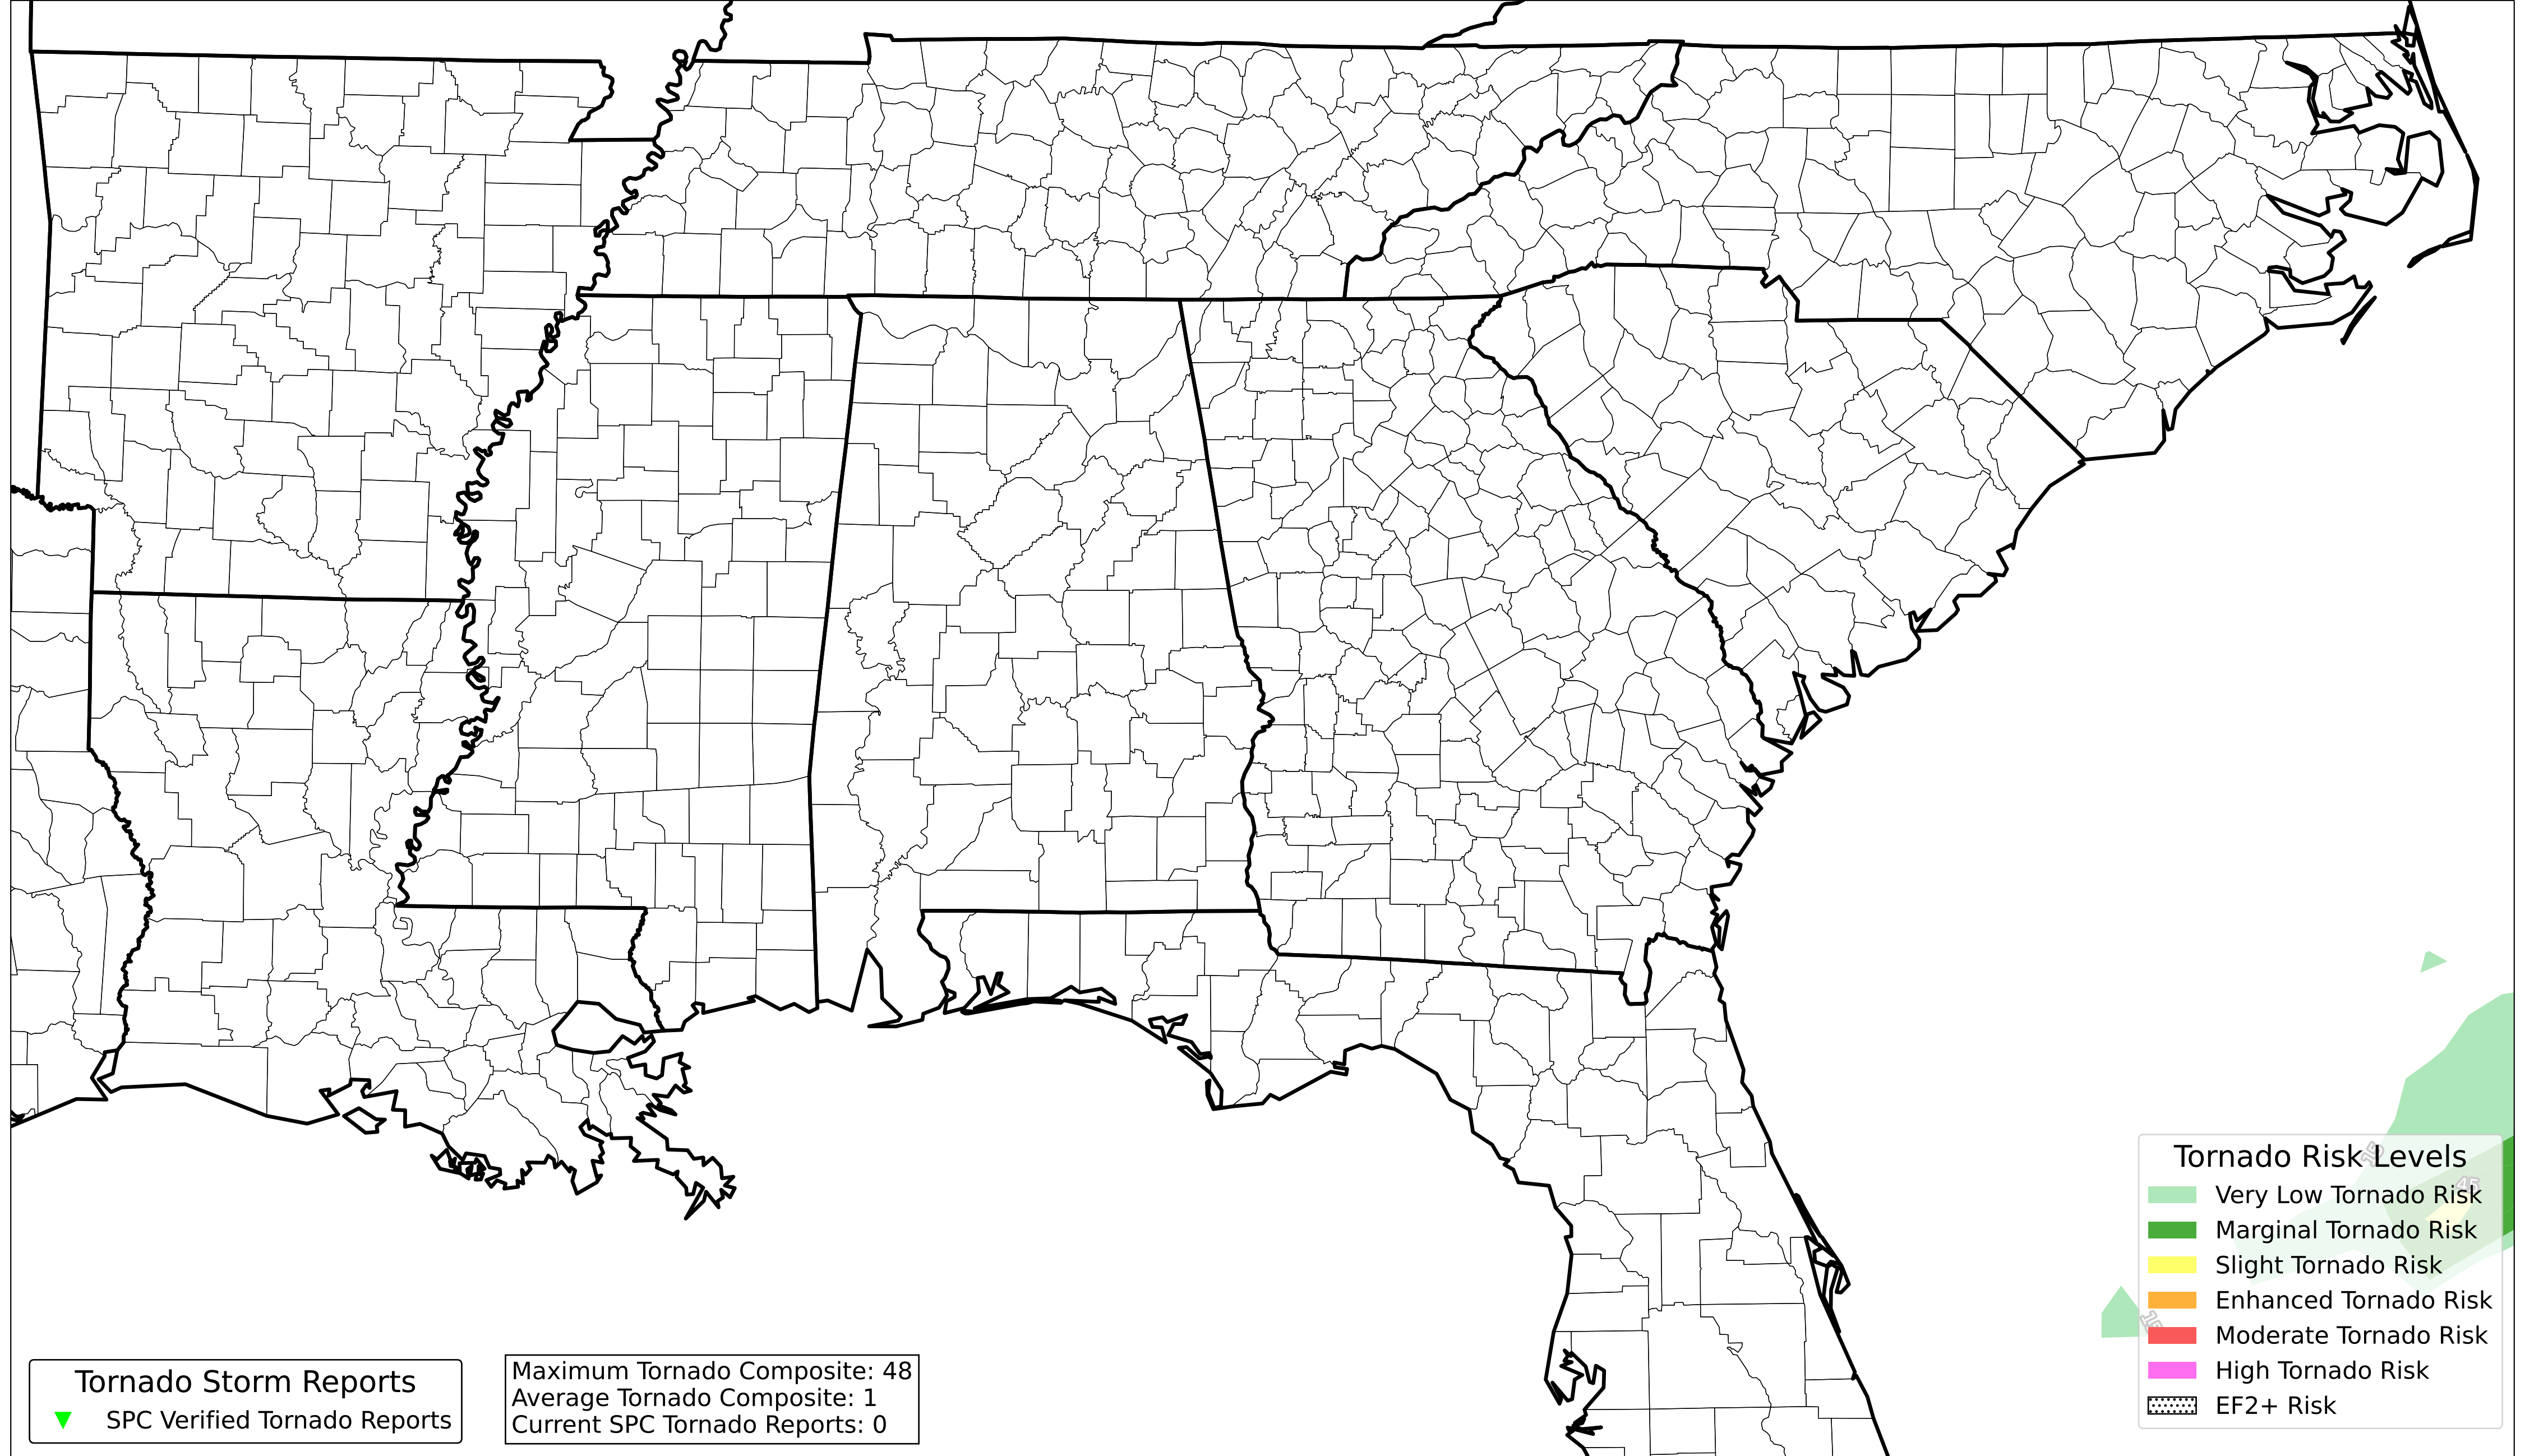 Tornado Storm Reports
SPC Verified Tornado Reports
Maximum Tornado Composite: 48
Average Tornado Composite: 1
Current SPC Tornado Reports: 0
Tornado Risk Levels
Very Low Tornado Risk
Marginal Tornado Risk
Slight Tornado Risk
Enhanced Tornado Risk
Moderate Tornado Risk
High Tornado Risk
EF2+ Risk
45
15